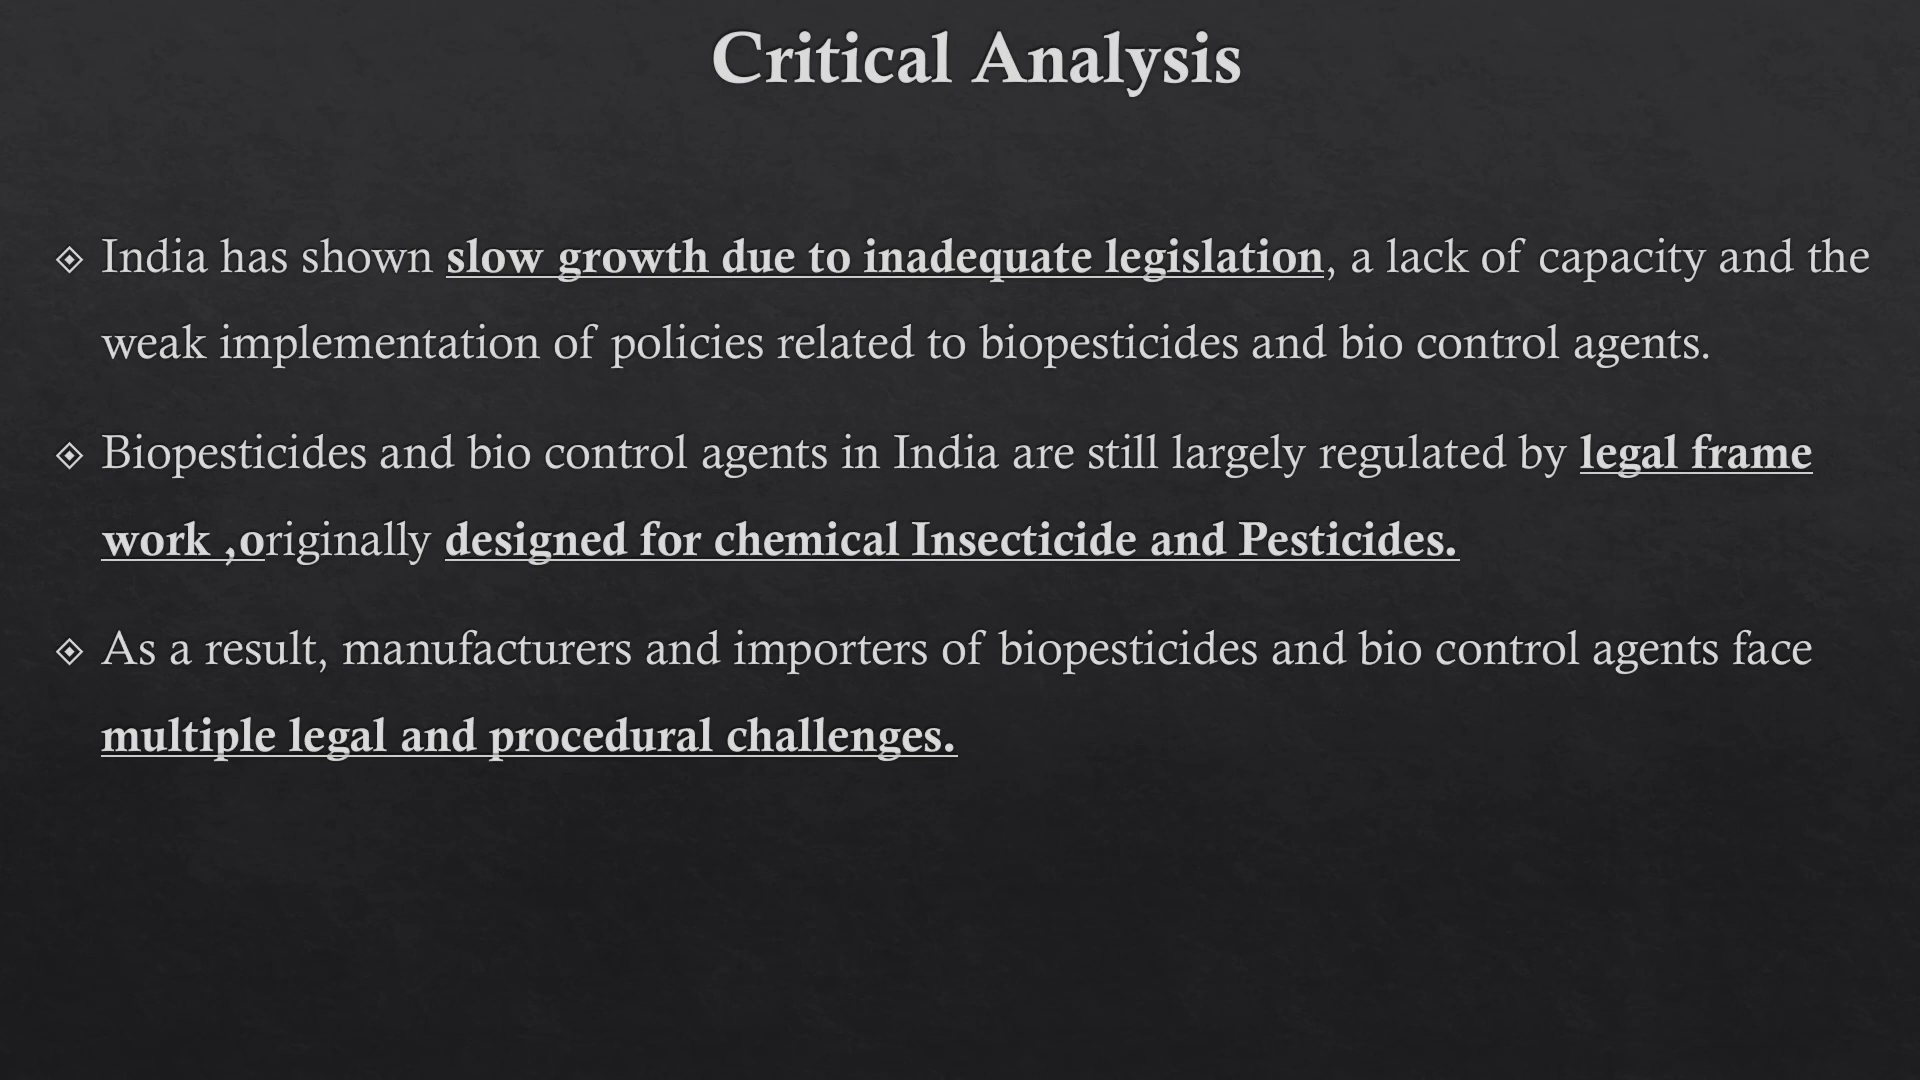 Critical Analysis
India has shown slow growth due to inadequate legislation, a lack of capacity and the
weak implementation of policies related to biopesticides and bio control agents.
Biopesticides and bio control agents in India are still largely regulated by legal frame
work ,originally designed for chemical Insecticide and Pesticides.
As a result, manufacturers and importers of biopesticides and bio control agents face
multiple legal and procedural challenges.